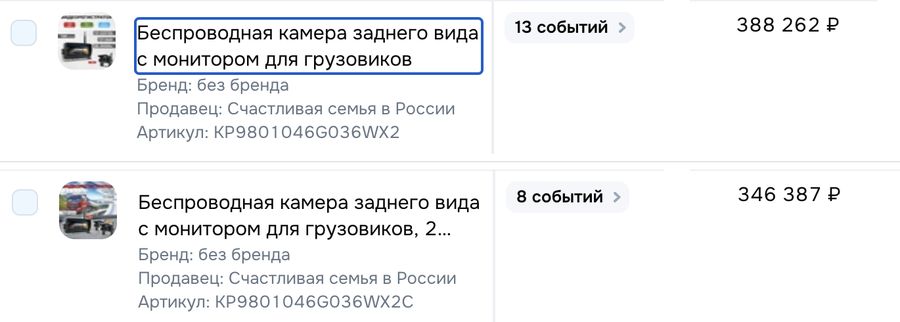 Беспроводная камера заднего вида
с монитором для грузовиков
Бренд: без бренда
Продавец: Счастливая семья в России
Артикул: KP9801046G036WX2
13 событий
388 262 ₽
Беспроводная камера заднего вида
с монитором для грузовиков, 2...
Бренд: без бренда
Продавец: Счастливая семья в России
Артикул: KP9801046G036WX2C
8 событий
346 387 ₽